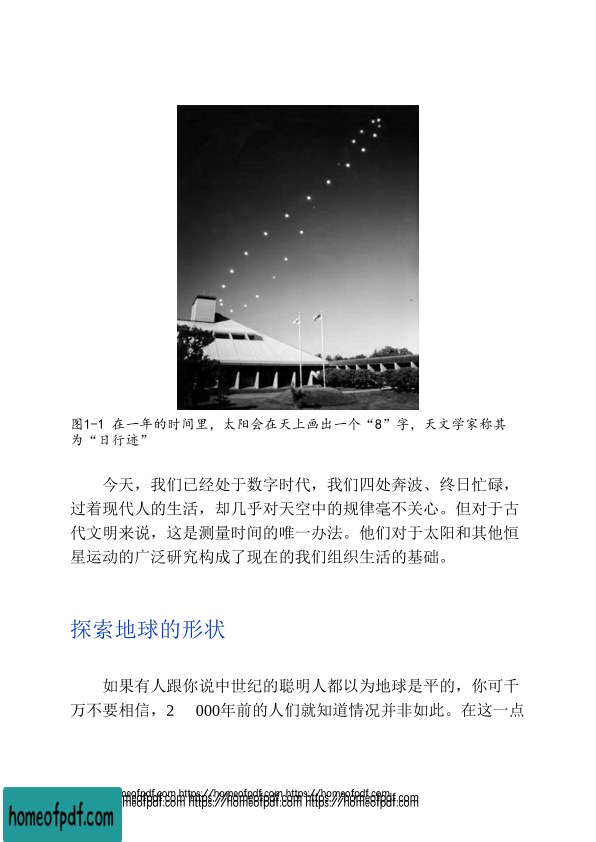 图1-1 在一年的时间里，太阳会在天上画出一个“8”字，天文学家称其
为“日行迹”
今天，我们已经处于数字时代，我们四处奔波、终日忙碌，
过着现代人的生活，却几乎对天空中的规律毫不关心。但对于古
代文明来说，这是测量时间的唯一办法。他们对于太阳和其他恒
星运动的广泛研究构成了现在的我们组织生活的基础。
探索地球的形状
如果有人跟你说中世纪的聪明人都以为地球是平的，你可千
万不要相信，2 000年前的人们就知道情况并非如此。在这一点
homeofpdf.com https://homeofpdf.com https://homeofpdf.com
homeofpdf.com https://homeofpdf.com https://homeofpdf.com
homeofpdf.com